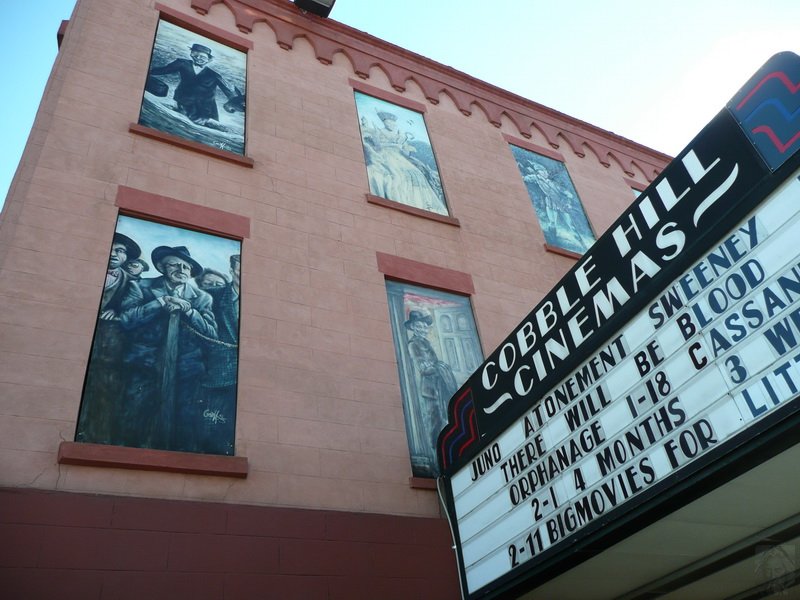 COBBLE HILL
CINEMAS
JUNO ATONEMENT SWEENEY
THERE WILL BE BLOOD
ORPHANAGE 1-18 CASSAN
2-1 4 MONTHS 3
2-11 BIGMOVIES FOR LITT